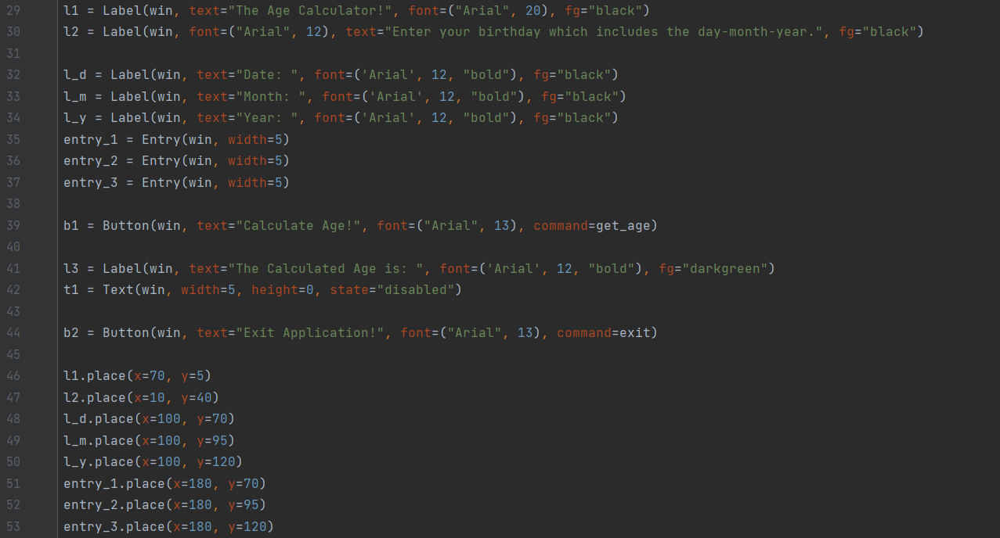 29 l1 = Label(win, text="The Age Calculator!", font=("Arial", 20), fg="black")
30 l2 = Label(win, font=("Arial", 12), text="Enter your birthday which includes the day-month-year.", fg="black")
31
32 l_d = Label(win, text="Date: ", font=('Arial', 12, "bold"), fg="black")
33 l_m = Label(win, text="Month: ", font=('Arial', 12, "bold"), fg="black")
34 l_y = Label(win, text="Year: ", font=('Arial', 12, "bold"), fg="black")
35 entry_1 = Entry(win, width=5)
36 entry_2 = Entry(win, width=5)
37 entry_3 = Entry(win, width=5)
38
39 b1 = Button(win, text="Calculate Age!", font=("Arial", 13), command=get_age)
40
41 l3 = Label(win, text="The Calculated Age is: ", font=('Arial', 12, "bold"), fg="darkgreen")
42 t1 = Text(win, width=5, height=0, state="disabled")
43
44 b2 = Button(win, text="Exit Application!", font=("Arial", 13), command=exit)
45
46 l1.place(x=70, y=5)
47 l2.place(x=10, y=40)
48 l_d.place(x=100, y=70)
49 l_m.place(x=100, y=95)
50 l_y.place(x=100, y=120)
51 entry_1.place(x=180, y=70)
52 entry_2.place(x=180, y=95)
53 entry_3.place(x=180, y=120)